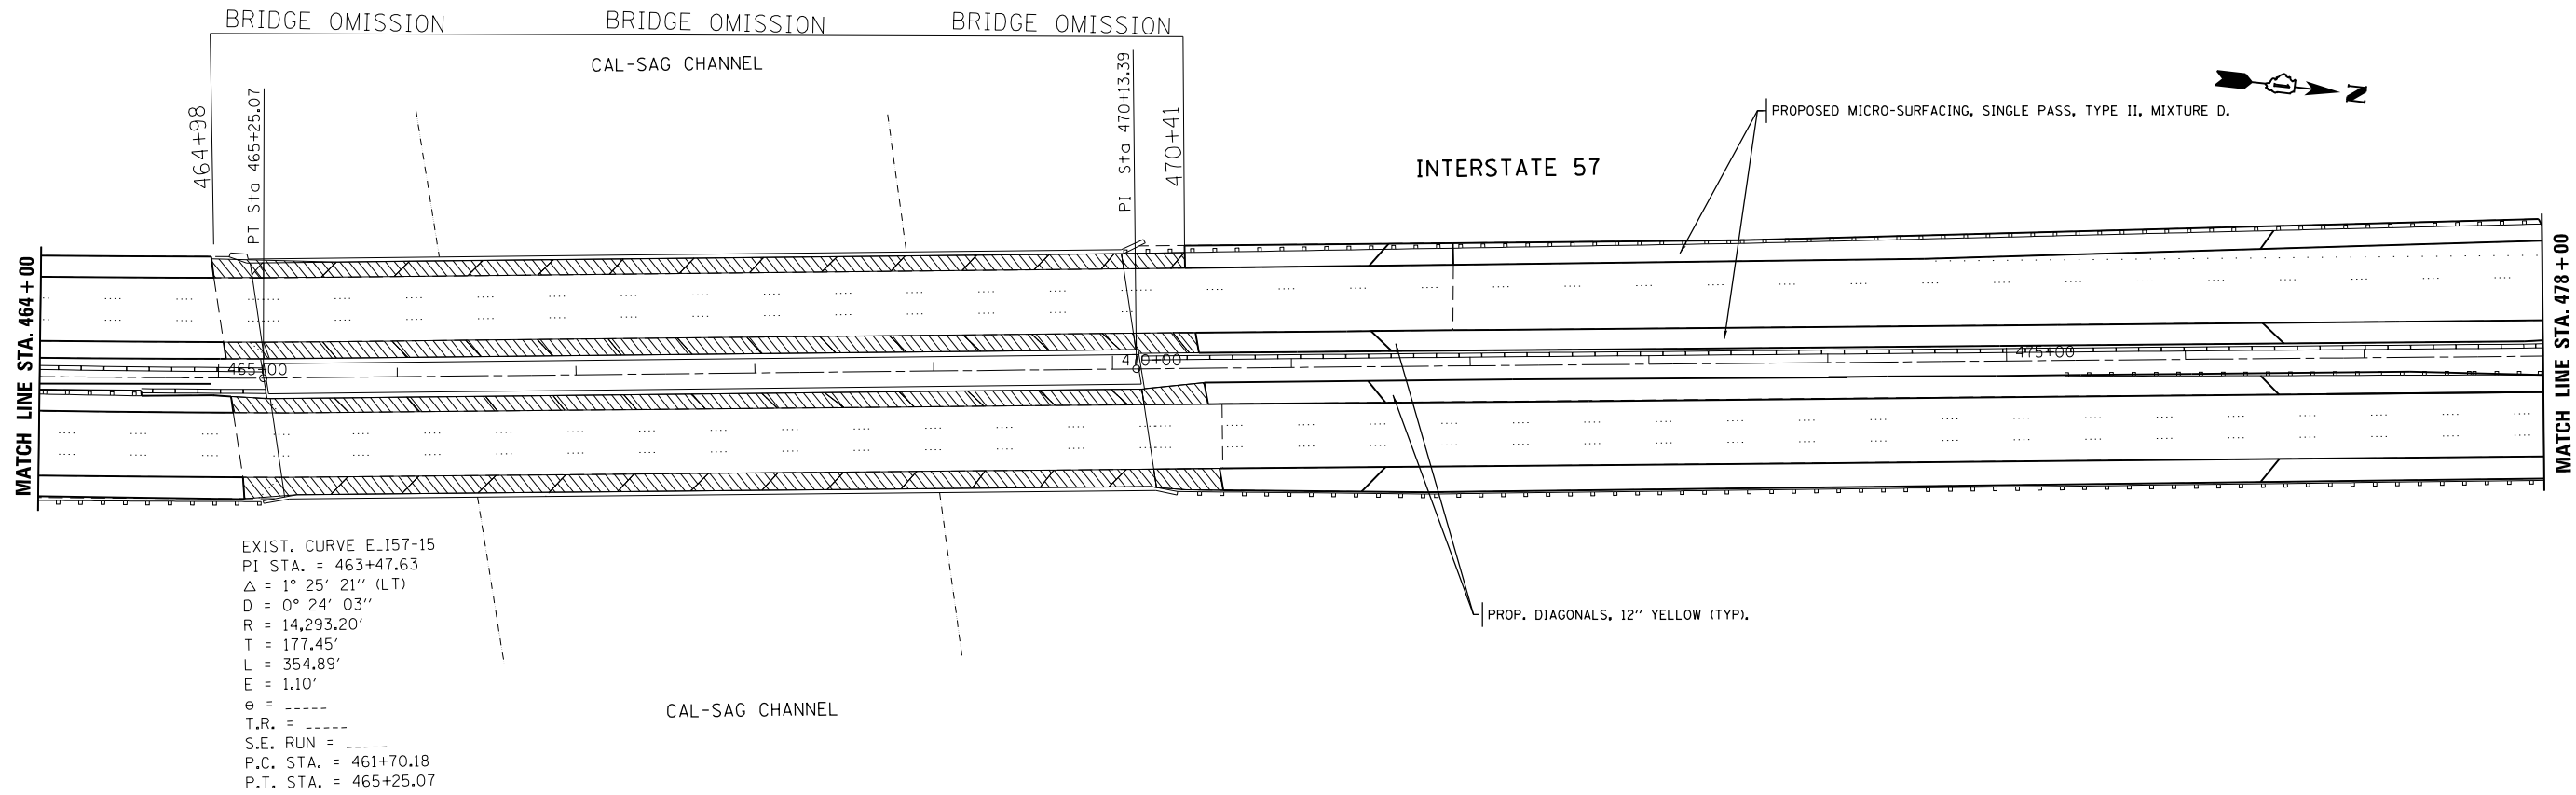 BRIDGE OMISSION BRIDGE OMISSION BRIDGE OMISSION
CAL-SAG CHANNEL
464+98
PT Sta 465+25.07
PI Sta 470+13.39
470+41
N
PROPOSED MICRO-SURFACING, SINGLE PASS, TYPE II, MIXTURE D.
INTERSTATE 57
MATCH LINE STA. 464+00
465+00
470+00
475+00
MATCH LINE STA. 478+00
EXIST. CURVE E_I57-15
PI STA. = 463+47.63
Δ = 1° 25' 21'' (LT)
D = 0° 24' 03''
R = 14,293.20'
T = 177.45'
L = 354.89'
E = 1.10'
e = _____
T.R. = _____
S.E. RUN = _____
P.C. STA. = 461+70.18
P.T. STA. = 465+25.07
PROP. DIAGONALS, 12'' YELLOW (TYP).
CAL-SAG CHANNEL